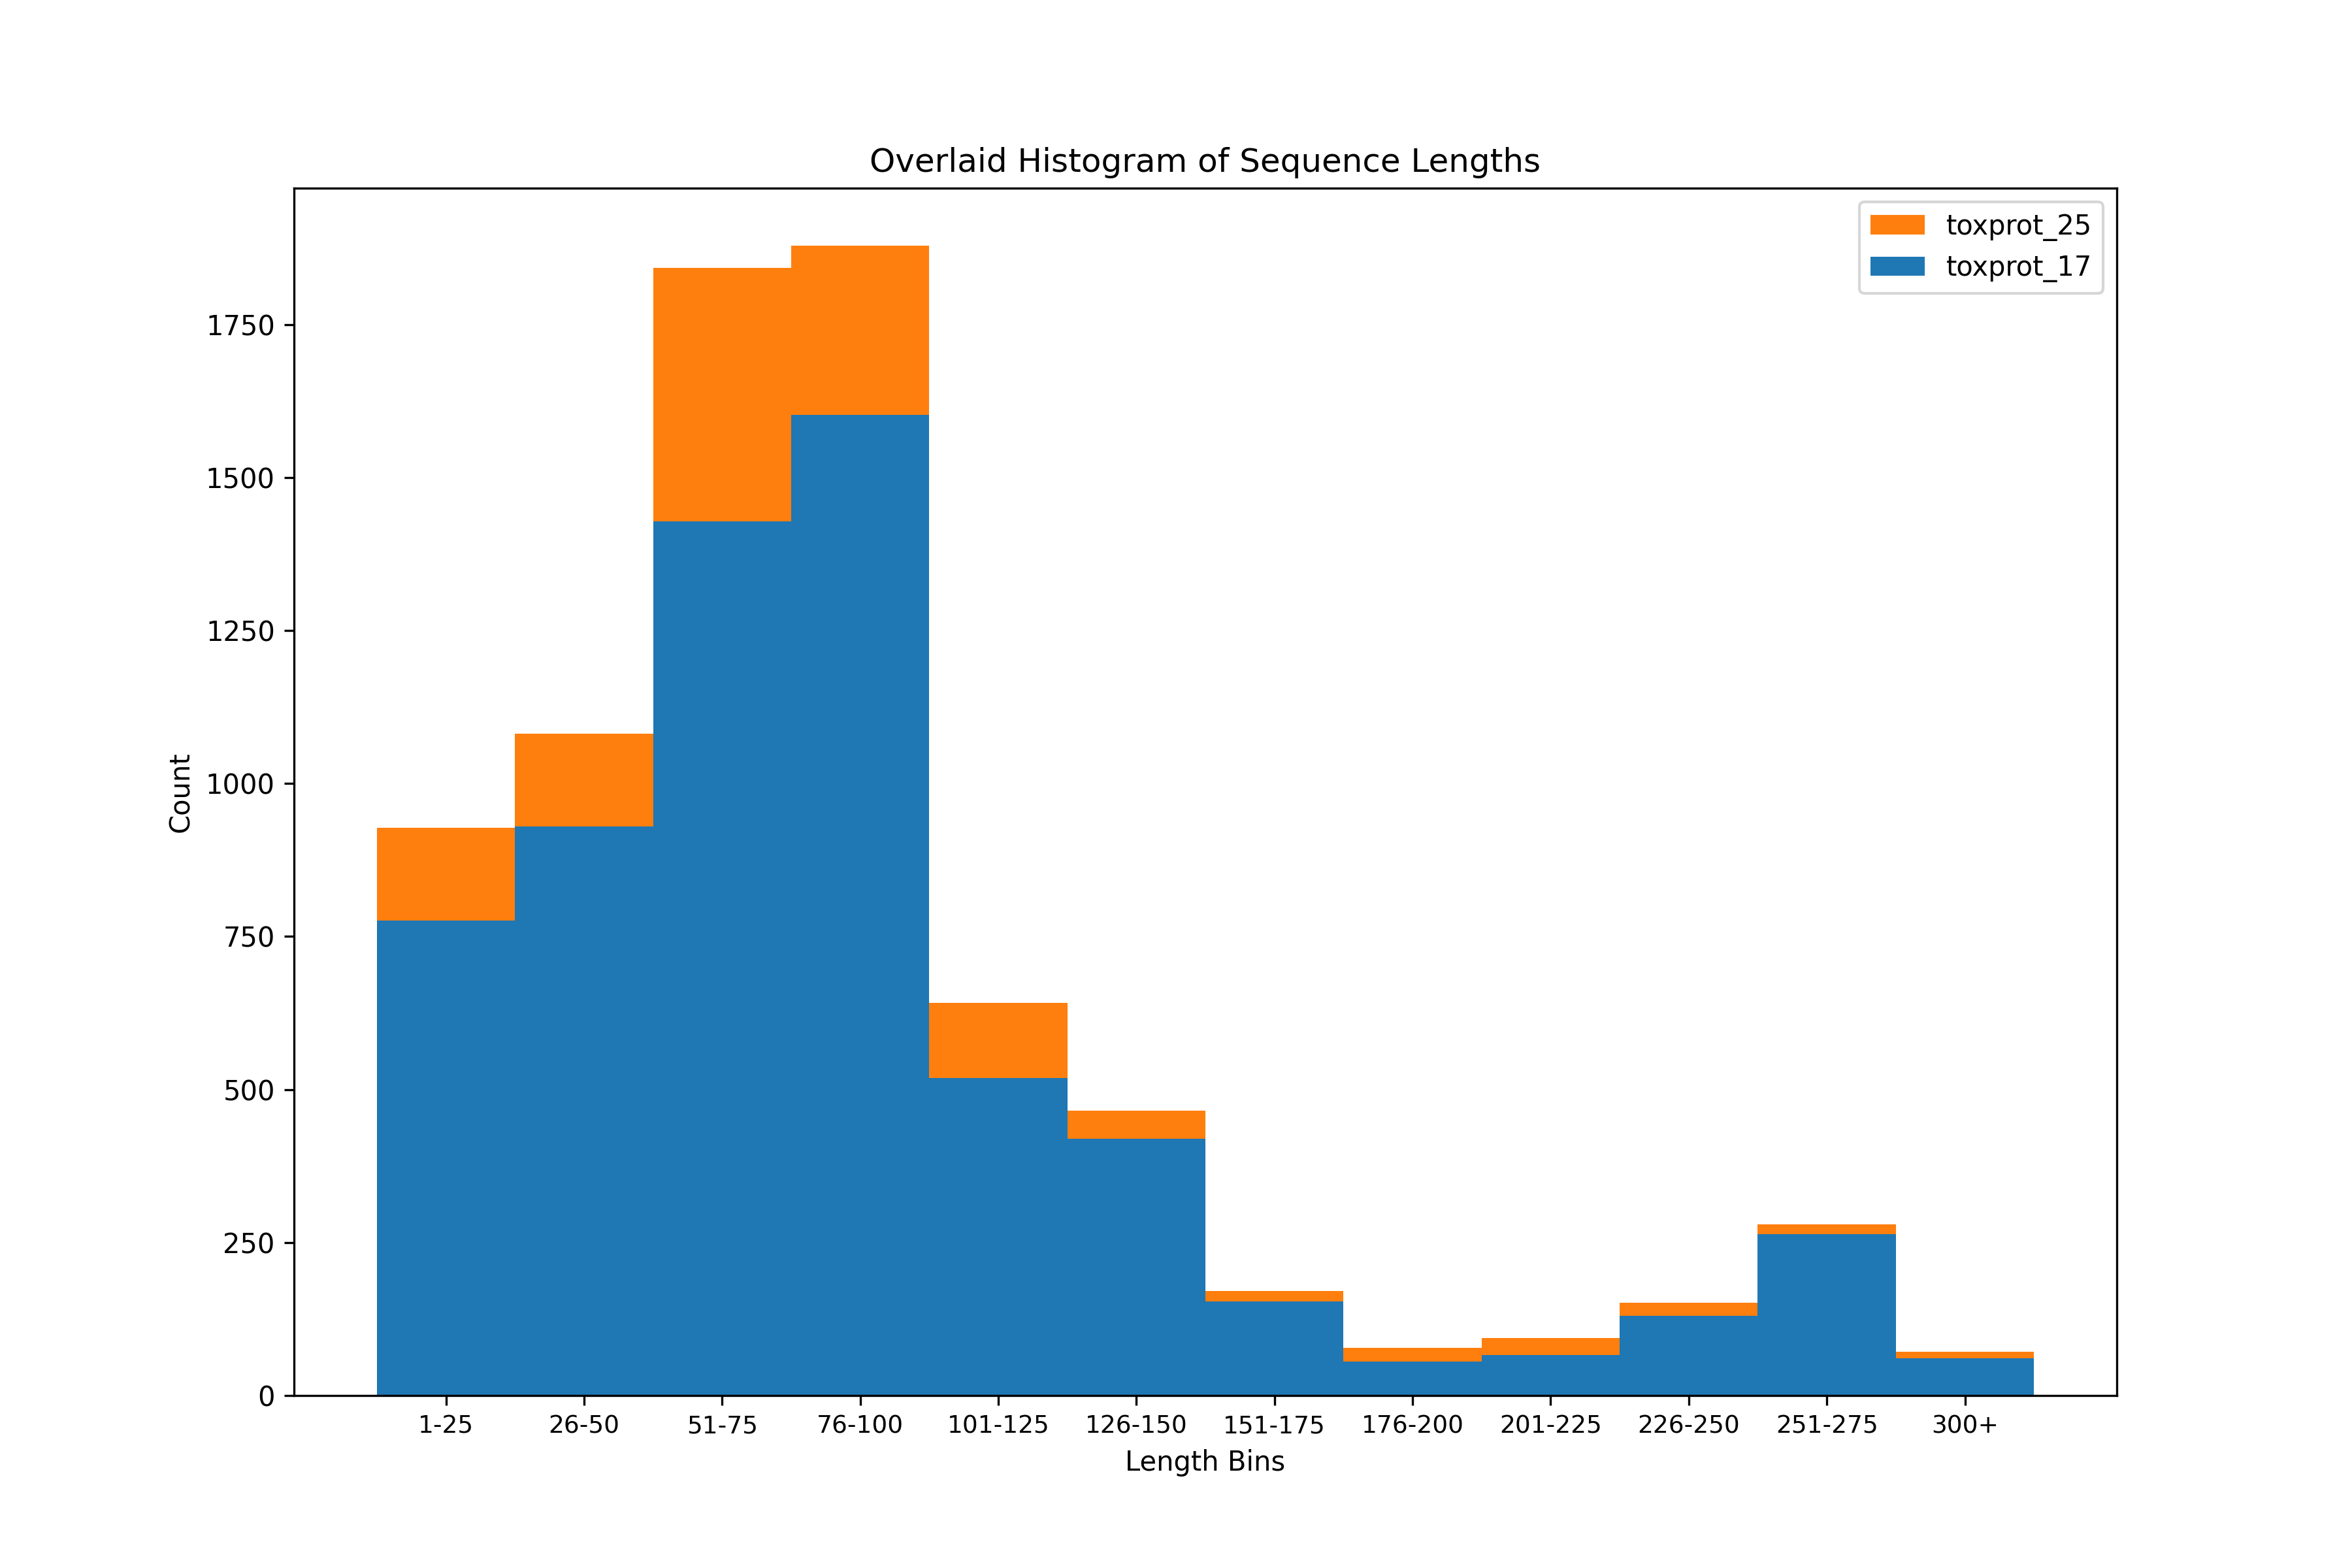 Overlaid Histogram of Sequence Lengths
toxprot_25
toxprot_17
1750
1500
1250
1000
750
500
250
0
Count
1-25 26-50 51-75 76-100 101-125 126-150 151-175 176-200 201-225 226-250 251-275 300+
Length Bins